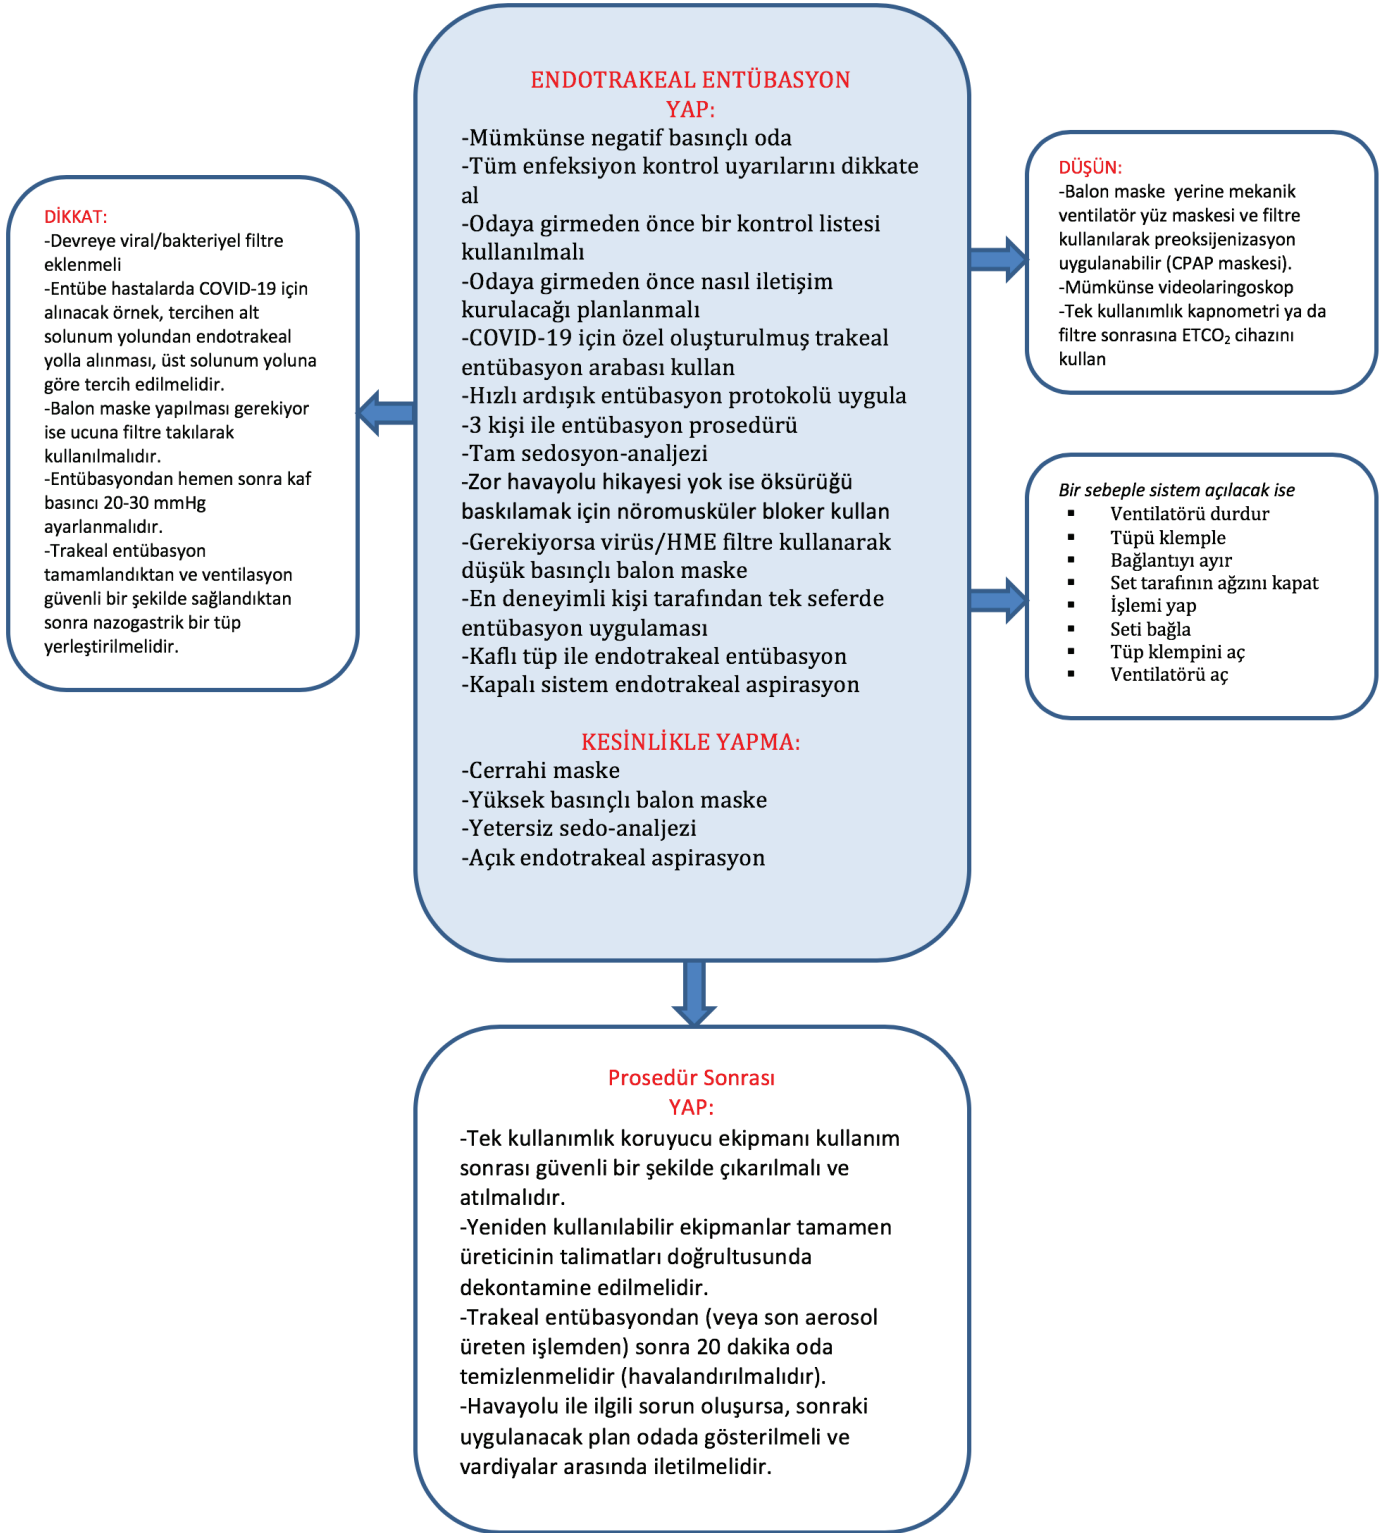 ENDOTRAKEAL ENTÜBASYON
YAP:
-Mümkünse negatif basınçlı oda
-Tüm enfeksiyon kontrol uyarılarını dikkate
al
-Odaya girmeden önce bir kontrol listesi
kullanılmalı
-Odaya girmeden önce nasıl iletişim
kurulacağı planlanmalı
-COVID-19 için özel oluşturulmuş trakeal
entübasyon arabası kullan
-Hızlı ardışık entübasyon protokolü uygula
-3 kişi ile entübasyon prosedürü
-Tam sedosyon-analjezi
-Zor havayolu hikayesi yok ise öksürüğü
baskılamak için nöromusküler bloker kullan
-Gerekiyorsa virüs/HME filtre kullanarak
düşük basınçlı balon maske
-En deneyimli kişi tarafından tek seferde
entübasyon uygulaması
-Kaflı tüp ile endotrakeal entübasyon
-Kapalı sistem endotrakeal aspirasyon
KESİNLİKLE YAPMA:
-Cerrahi maske
-Yüksek basınçlı balon maske
-Yetersiz sedo-analjezi
-Açık endotrakeal aspirasyon
DİKKAT:
-Devreye viral/bakteriyel filtre
eklenmeli
-Entübe hastalarda COVID-19 için
alınacak örnek, tercihen alt
solunum yolundan endotrakeal
yolla alınması, üst solunum yoluna
göre tercih edilmelidir.
-Balon maske yapılması gerekiyor
ise ucuna filtre takılarak
kullanılmalıdır.
-Entübasyondan hemen sonra kaf
basıncı 20-30 mmHg
ayarlanmalıdır.
-Trakeal entübasyon
tamamlandıktan ve ventilasyon
güvenli bir şekilde sağlandıktan
sonra nazogastrik bir tüp
yerleştirilmelidir.
DÜŞÜN:
-Balon maske yerine mekanik
ventilatör yüz maskesi ve filtre
kullanılarak preoksijenizasyon
uygulanabilir (CPAP maskesi).
-Mümkünse videolaringoskop
-Tek kullanımlık kapnometri ya da
filtre sonrasına ETCO₂ cihazını
kullan
Bir sebeple sistem açılacak ise
▪ Ventilatörü durdur
▪ Tüpü klemple
▪ Bağlantıyı ayır
▪ Set tarafının ağzını kapat
▪ İşlemi yap
▪ Seti bağla
▪ Tüp klempini aç
▪ Ventilatörü aç
Prosedür Sonrası
YAP:
-Tek kullanımlık koruyucu ekipmanı kullanım
sonrası güvenli bir şekilde çıkarılmalı ve
atılmalıdır.
-Yeniden kullanılabilir ekipmanlar tamamen
üreticinin talimatları doğrultusunda
dekontamine edilmelidir.
-Trakeal entübasyondan (veya son aerosol
üreten işlemden) sonra 20 dakika oda
temizlenmelidir (havalandırılmalıdır).
-Havayolu ile ilgili sorun oluşursa, sonraki
uygulanacak plan odada gösterilmeli ve
vardiyalar arasında iletilmelidir.